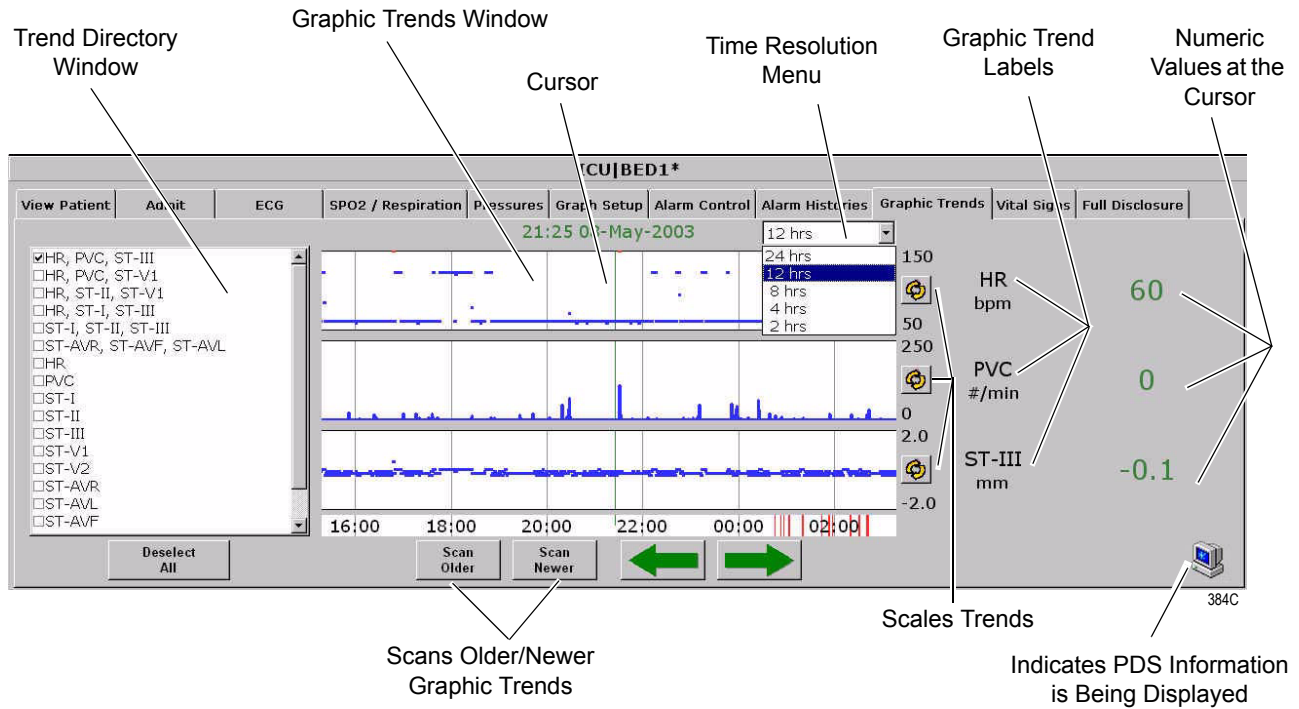 Graphic Trends Window
Trend Directory
Window
Time Resolution
Menu
Graphic Trend
Labels
Numeric
Values at the
Cursor
Cursor
ICU|BED1*
View Patient
Admit
ECG
SPO2 / Respiration
Pressures
Graph Setup
Alarm Control
Alarm Histories
Graphic Trends
Vital Signs
Full Disclosure
21:25 08-May-2003
12 hrs
24 hrs
12 hrs
8 hrs
4 hrs
2 hrs
HR, PVC, ST-III
HR, PVC, ST-V1
HR, ST-II, ST-V1
HR, ST-I, ST-III
ST-I, ST-II, ST-III
ST-AVR, ST-AVF, ST-AVL
HR
PVC
ST-I
ST-II
ST-III
ST-V1
ST-V2
ST-AVR
ST-AVL
ST-AVF
150
50
HR
bpm
60
250
0
PVC
#/min
0
2.0
-2.0
ST-III
mm
-0.1
16:00 18:00 20:00 22:00 00:00 02:00
Deselect
All
Scan
Older
Scan
Newer
384C
Scales Trends
Scans Older/Newer
Graphic Trends
Indicates PDS Information
is Being Displayed